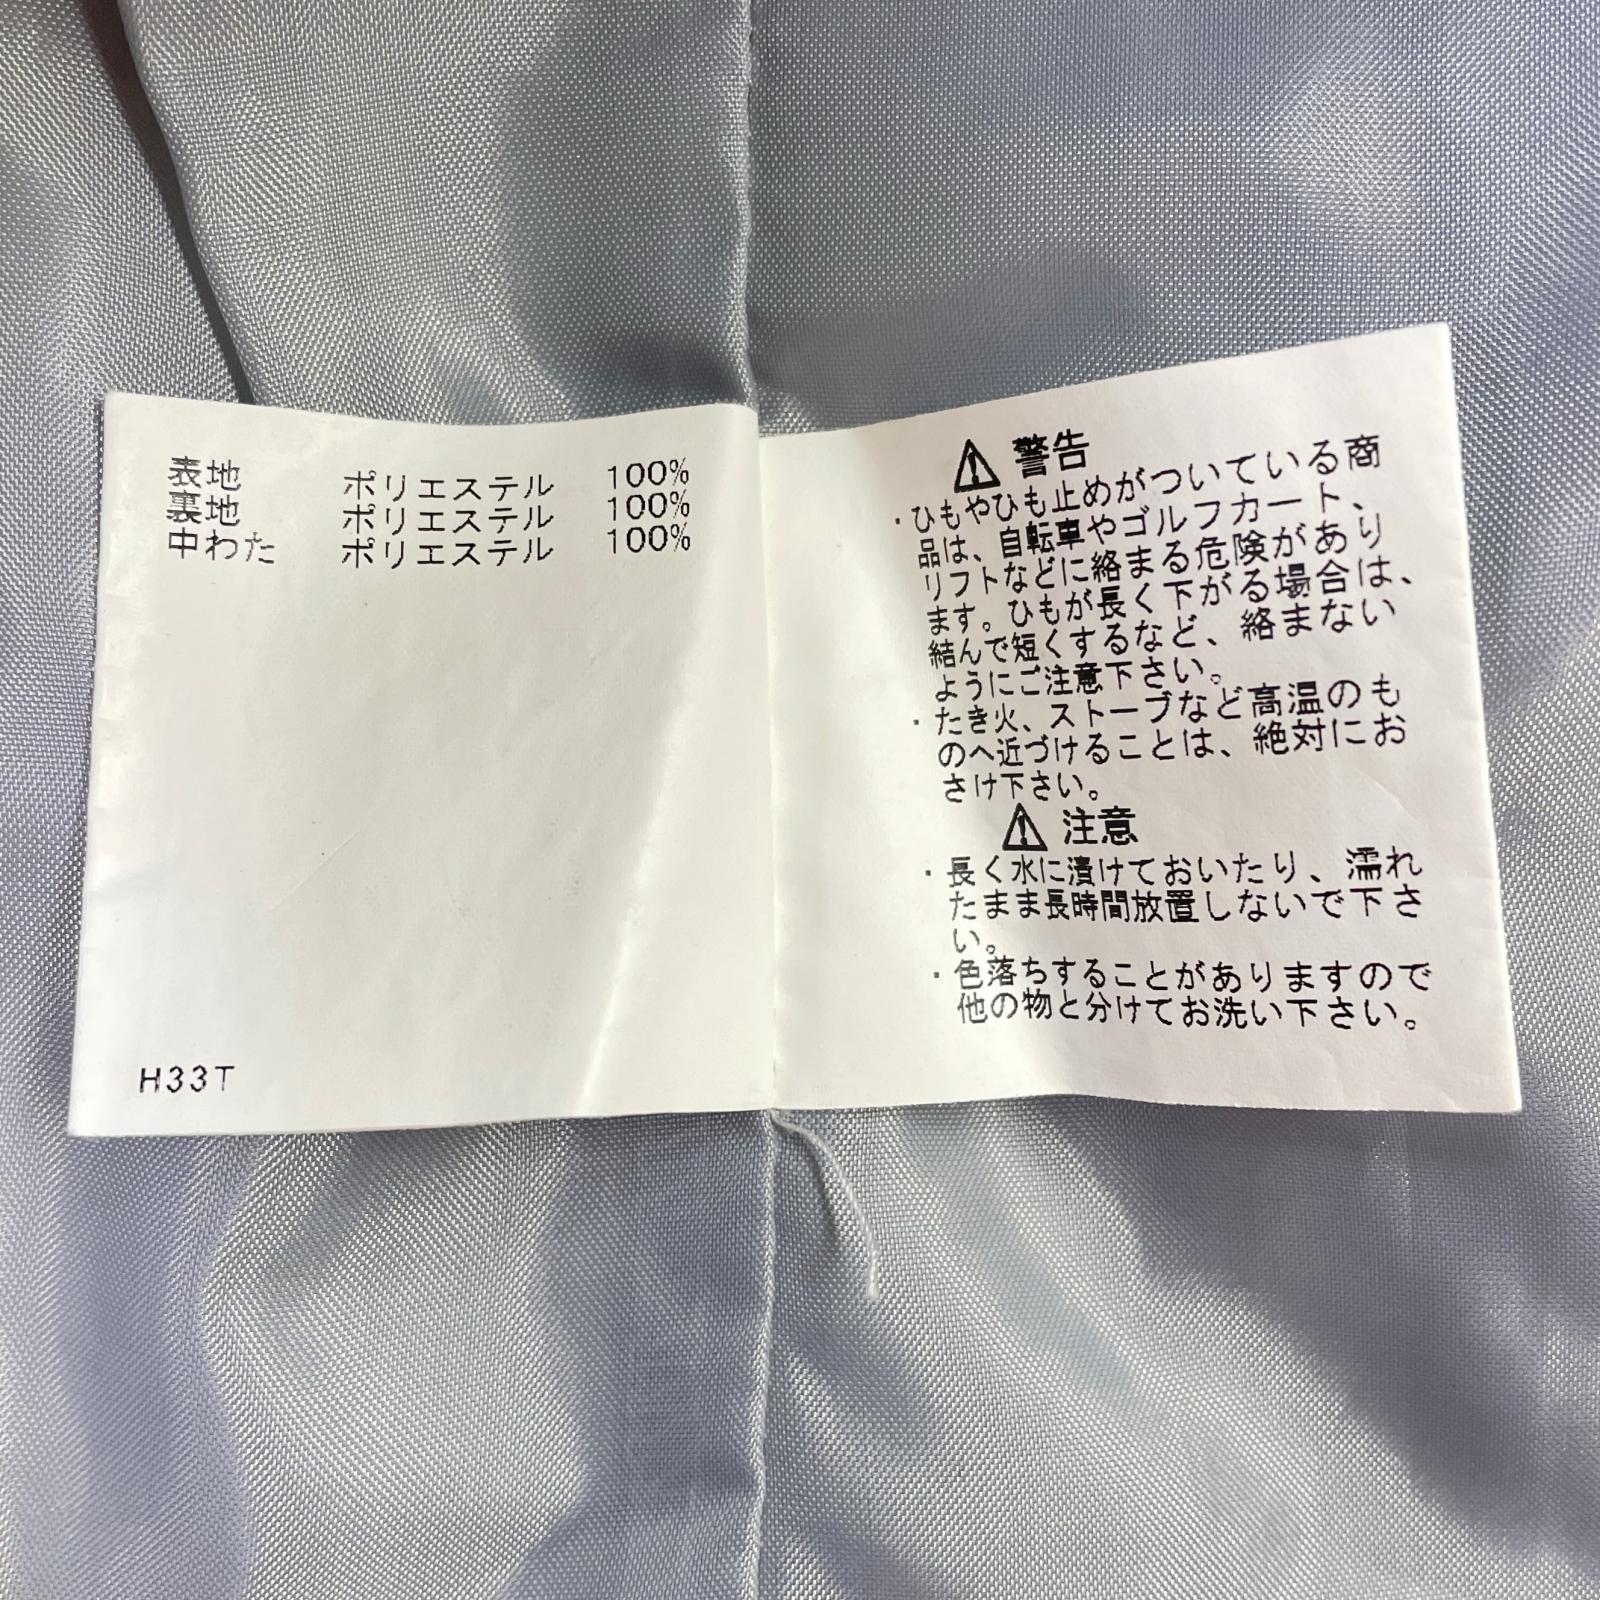 表地 ポリエステル 100%
裏地 ポリエステル 100%
中わた ポリエステル 100%
H33T
警告
・ひもやひも止めがついている商
品は、自転車やゴルフカート、
リフトなどに絡まる危険があり
ます。ひもが長く下がる場合は、
結んで短くするなど、絡まない
ようにご注意下さい。
・たき火、ストーブなど高温のも
のへ近づけることは、絶対にお
さけ下さい。
注意
・長く水に漬けておいたり、濡れ
たまま長時間放置しないで下さ
い。
・色落ちすることがありますので
他の物と分けてお洗い下さい。